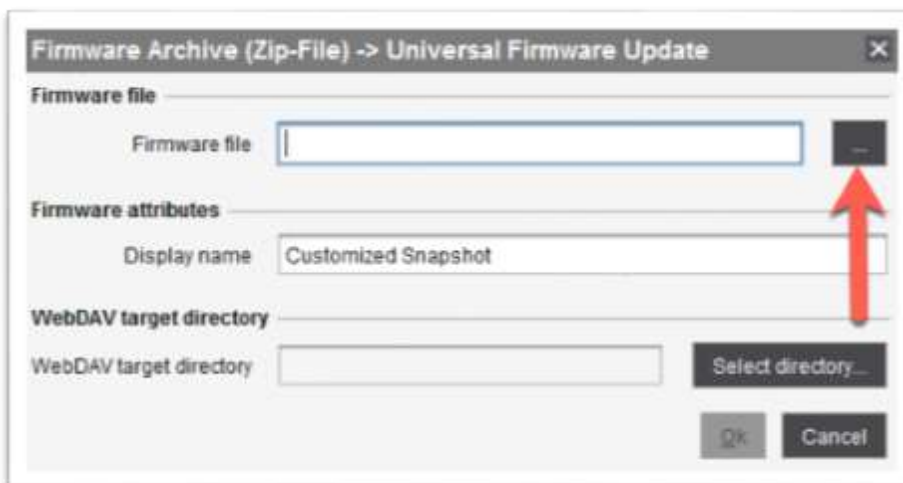 Firmware Archive (Zip-File) -> Universal Firmware Update
Firmware file
Firmware file
...
Firmware attributes
Display name Customized Snapshot
WebDAV target directory
WebDAV target directory Select directory...
Ok Cancel